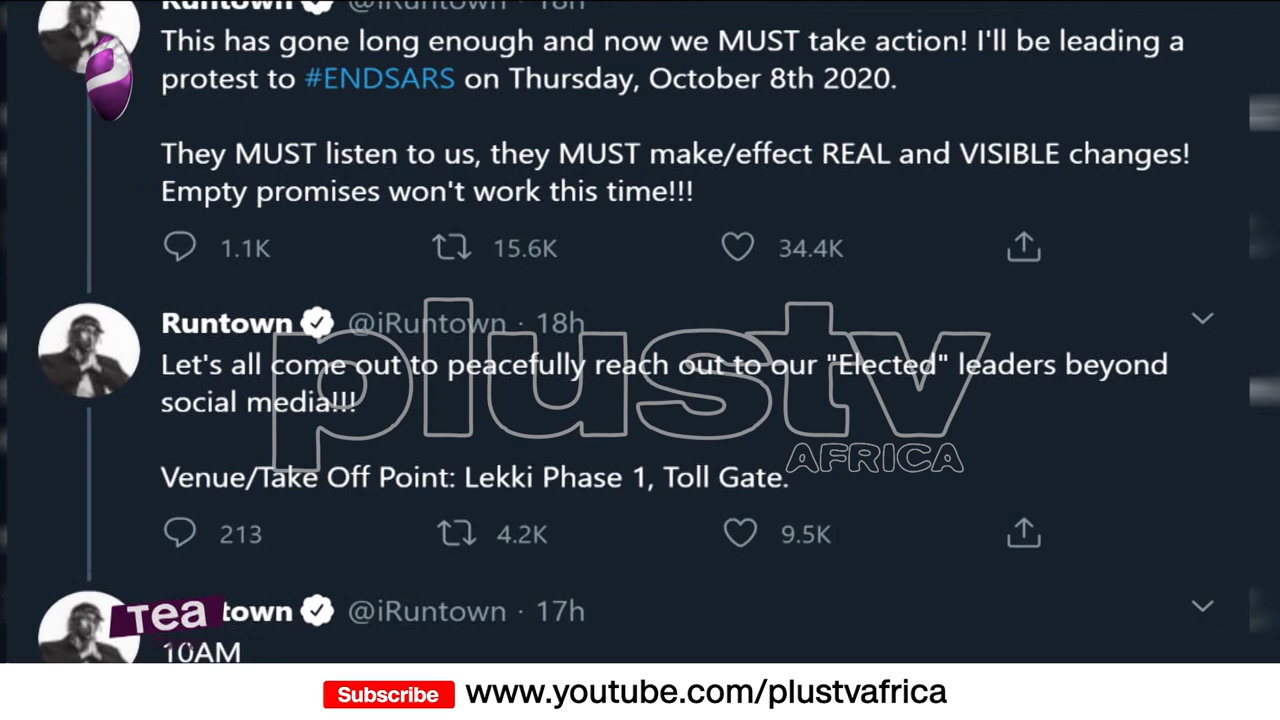 Runtown @iRuntown · 18h
This has gone long enough and now we MUST take action! I'll be leading a
protest to #ENDSARS on Thursday, October 8th 2020.
They MUST listen to us, they MUST make/effect REAL and VISIBLE changes!
Empty promises won't work this time!!!
1.1K 15.6K 34.4K
Runtown @iRuntown · 18h
Let's all come out to peacefully reach out to our "Elected" leaders beyond
social media!!!
plustv
AFRICA
Venue/Take Off Point: Lekki Phase 1, Toll Gate.
213 4.2K 9.5K
Tea
town @iRuntown · 17h
10AM
Subscribe www.youtube.com/plustvafrica